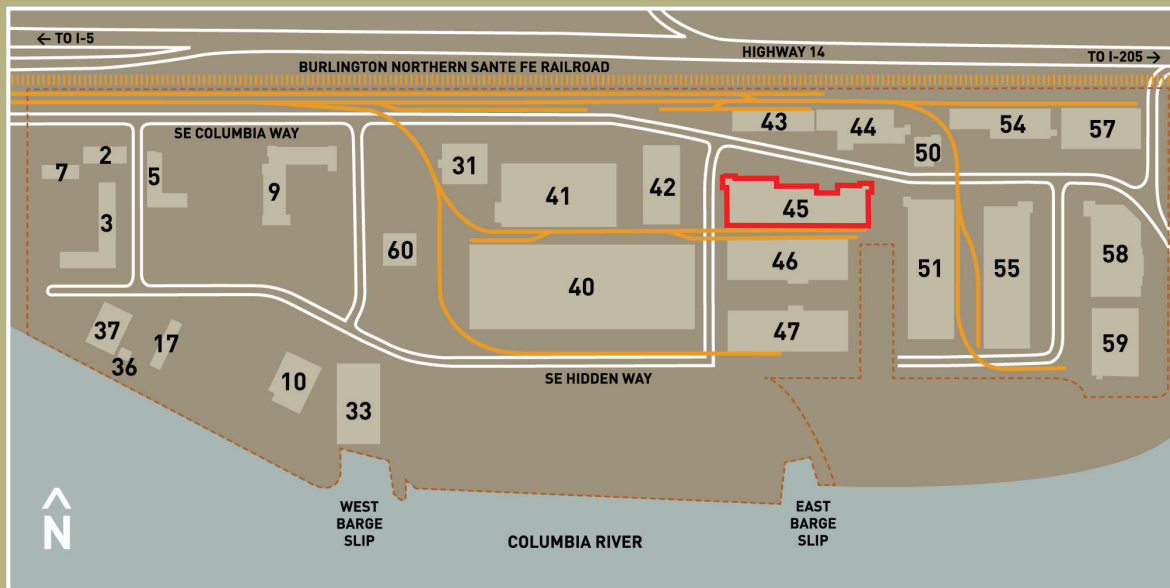 ← TO I-5
HIGHWAY 14
TO I-205 →
BURLINGTON NORTHERN SANTE FE RAILROAD
SE COLUMBIA WAY
43
44
54
57
50
7
2
5
9
31
41
42
45
3
60
40
46
51
55
58
47
59
37
36
17
10
33
SE HIDDEN WAY
N
WEST
BARGE
SLIP
EAST
BARGE
SLIP
COLUMBIA RIVER